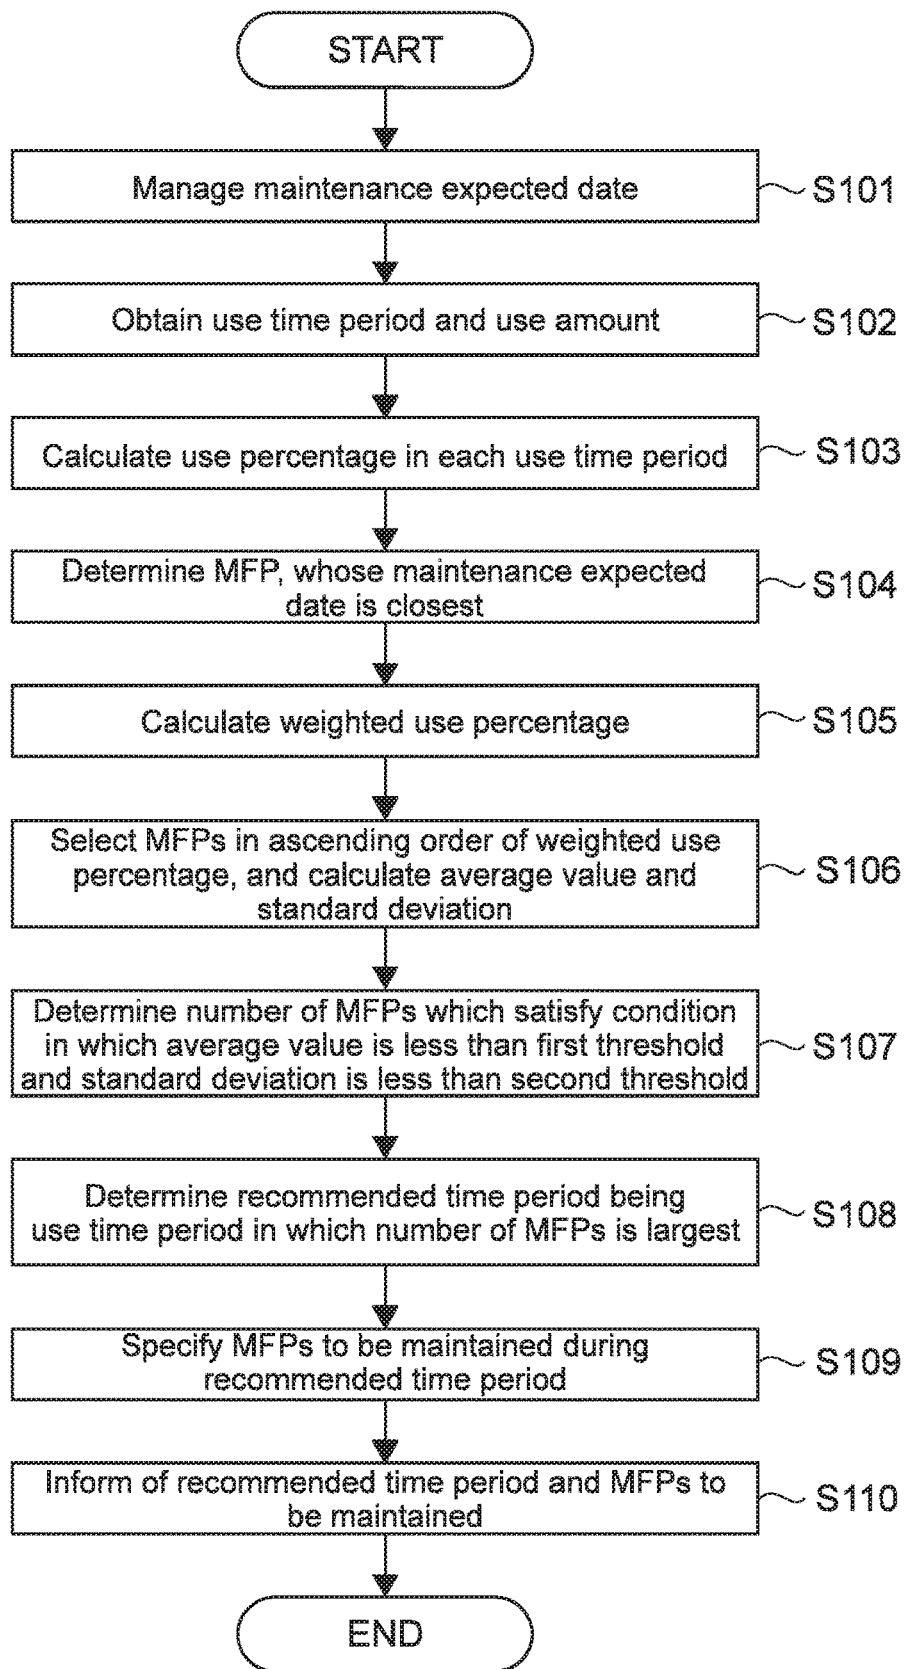 START
Manage maintenance expected date
S101
Obtain use time period and use amount
S102
Calculate use percentage in each use time period
S103
Determine MFP, whose maintenance expected
date is closest
S104
Calculate weighted use percentage
S105
Select MFPs in ascending order of weighted use
percentage, and calculate average value and
standard deviation
S106
Determine number of MFPs which satisfy condition
in which average value is less than first threshold
and standard deviation is less than second threshold
S107
Determine recommended time period being
use time period in which number of MFPs is largest
S108
Specify MFPs to be maintained during
recommended time period
S109
Inform of recommended time period and MFPs to
be maintained
S110
END